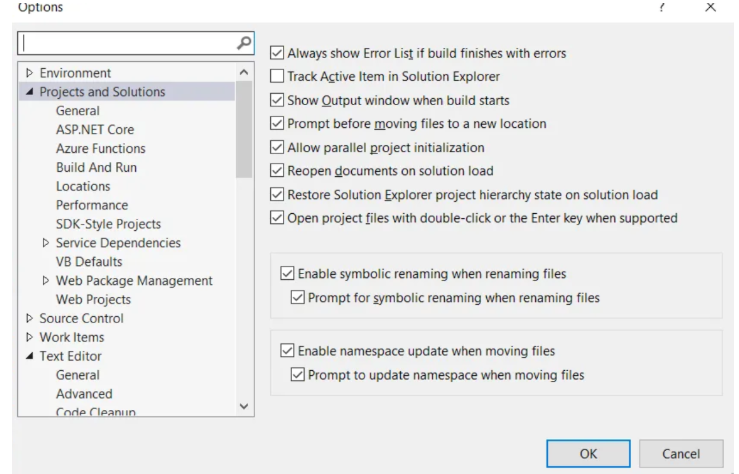 Options
Environment
Projects and Solutions
General
ASP.NET Core
Azure Functions
Build And Run
Locations
Performance
SDK-Style Projects
Service Dependencies
VB Defaults
Web Package Management
Web Projects
Source Control
Work Items
Text Editor
General
Advanced
Code Cleanup
Always show Error List if build finishes with errors
Track Active Item in Solution Explorer
Show Output window when build starts
Prompt before moving files to a new location
Allow parallel project initialization
Reopen documents on solution load
Restore Solution Explorer project hierarchy state on solution load
Open project files with double-click or the Enter key when supported
Enable symbolic renaming when renaming files
Prompt for symbolic renaming when renaming files
Enable namespace update when moving files
Prompt to update namespace when moving files
OK
Cancel